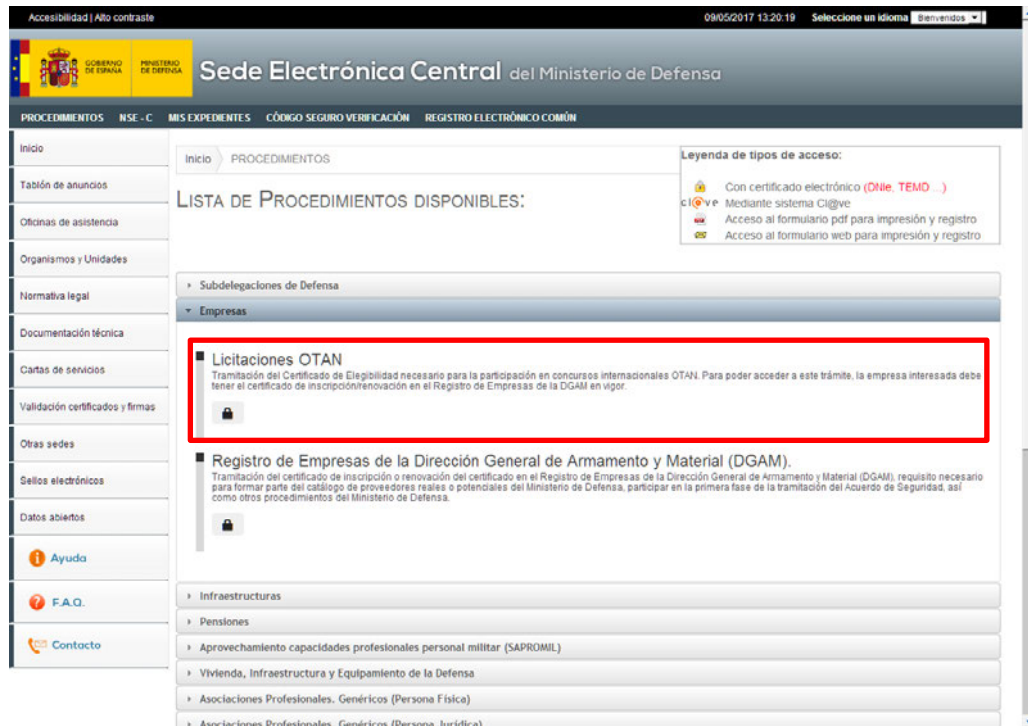 Accesibilidad | Alto contraste
09/05/2017 13:20:19 Seleccione un idioma Bienvenidos
GOBIERNO DE ESPAÑA
MINISTERIO DE DEFENSA
Sede Electrónica Central del Ministerio de Defensa
PROCEDIMIENTOS NSE - C MIS EXPEDIENTES CÓDIGO SEGURO VERIFICACIÓN REGISTRO ELECTRÓNICO COMÚN
Inicio
Tablón de anuncios
Oficinas de asistencia
Organismos y Unidades
Normativa legal
Documentación técnica
Cartas de servicios
Validación certificados y firmas
Otras sedes
Sellos electrónicos
Datos abiertos
Ayuda
F.A.Q.
Contacto
Inicio PROCEDIMIENTOS
LISTA DE PROCEDIMIENTOS DISPONIBLES:
Leyenda de tipos de acceso:
Con certificado electrónico (DNIe, TEMD ...)
cl@ve Mediante sistema Cl@ve
Acceso al formulario pdf para impresión y registro
Acceso al formulario web para impresión y registro
Subdelegaciones de Defensa
Empresas
Licitaciones OTAN
Tramitación del Certificado de Elegibilidad necesario para la participación en concursos internacionales OTAN. Para poder acceder a este trámite, la empresa interesada debe
tener el certificado de inscripción/renovación en el Registro de Empresas de la DGAM en vigor.
Registro de Empresas de la Dirección General de Armamento y Material (DGAM).
Tramitación del certificado de inscripción o renovación del certificado en el Registro de Empresas de la Dirección General de Armamento y Material (DGAM), requisito necesario
para formar parte del catálogo de proveedores reales o potenciales del Ministerio de Defensa, participar en la primera fase de la tramitación del Acuerdo de Seguridad, así
como otros procedimientos del Ministerio de Defensa.
Infraestructuras
Pensiones
Aprovechamiento capacidades profesionales personal militar (SAPROMIL)
Vivienda, Infraestructura y Equipamiento de la Defensa
Asociaciones Profesionales. Genéricos (Persona Física)
Asociaciones Profesionales. Genéricos (Persona Jurídica)